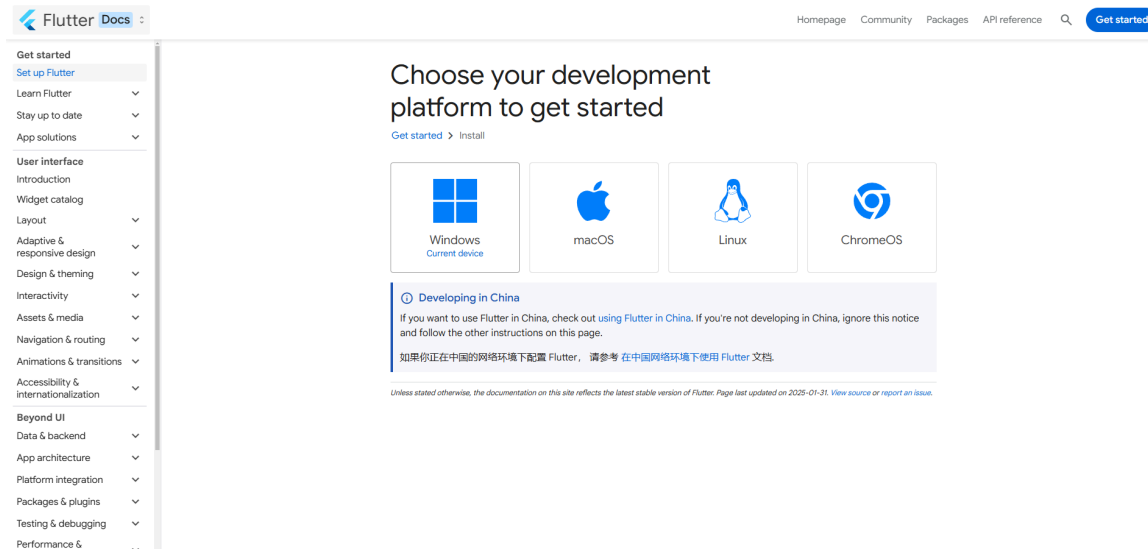 Flutter Docs
Homepage Community Packages API reference Get started
Get started
Set up Flutter
Learn Flutter
Stay up to date
App solutions
User interface
Introduction
Widget catalog
Layout
Adaptive &
responsive design
Design & theming
Interactivity
Assets & media
Navigation & routing
Animations & transitions
Accessibility &
internationalization
Beyond UI
Data & backend
App architecture
Platform integration
Packages & plugins
Testing & debugging
Performance &
Choose your development
platform to get started
Get started > Install
Windows
Current device
macOS
Linux
ChromeOS
Developing in China
If you want to use Flutter in China, check out using Flutter in China. If you're not developing in China, ignore this notice
and follow the other instructions on this page.
如果你正在中国的网络环境下配置 Flutter， 请参考 在中国网络环境下使用 Flutter 文档.
Unless stated otherwise, the documentation on this site reflects the latest stable version of Flutter. Page last updated on 2025-01-31. View source or report an issue.